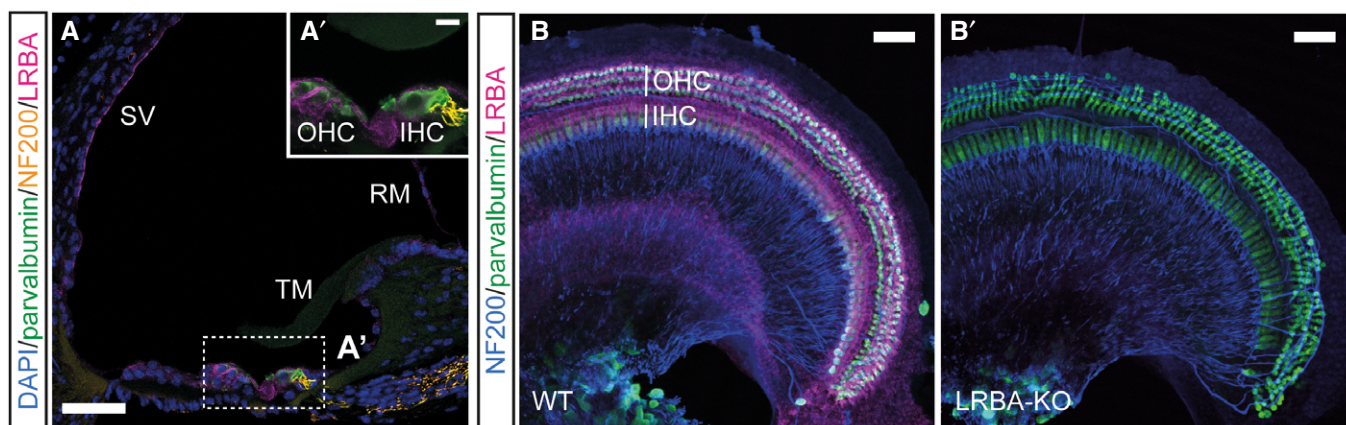 DAPI/parvalbumin/NF200/LRBA
A
SV
A′
OHC
IHC
RM
TM
A’
NF200/parvalbumin/LRBA
B
OHC
IHC
WT
B′
LRBA-KO